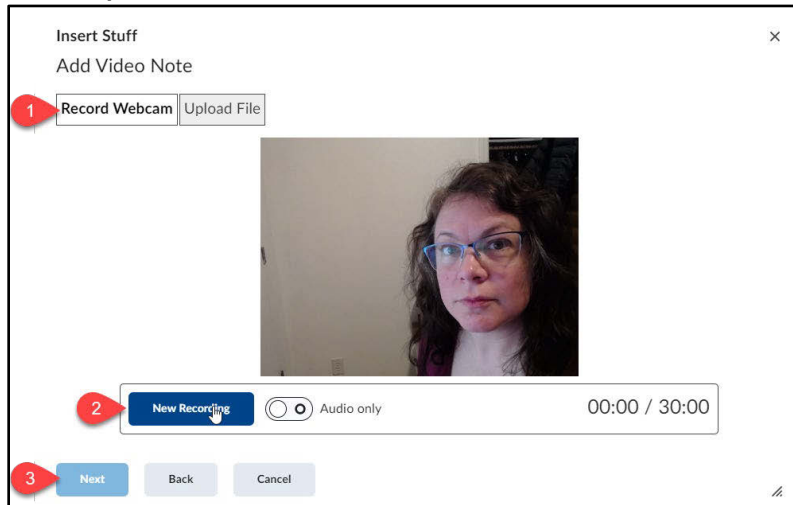 Insert Stuff
Add Video Note
1 Record Webcam Upload File
2 New Recording Audio only 00:00 / 30:00
3 Next Back Cancel